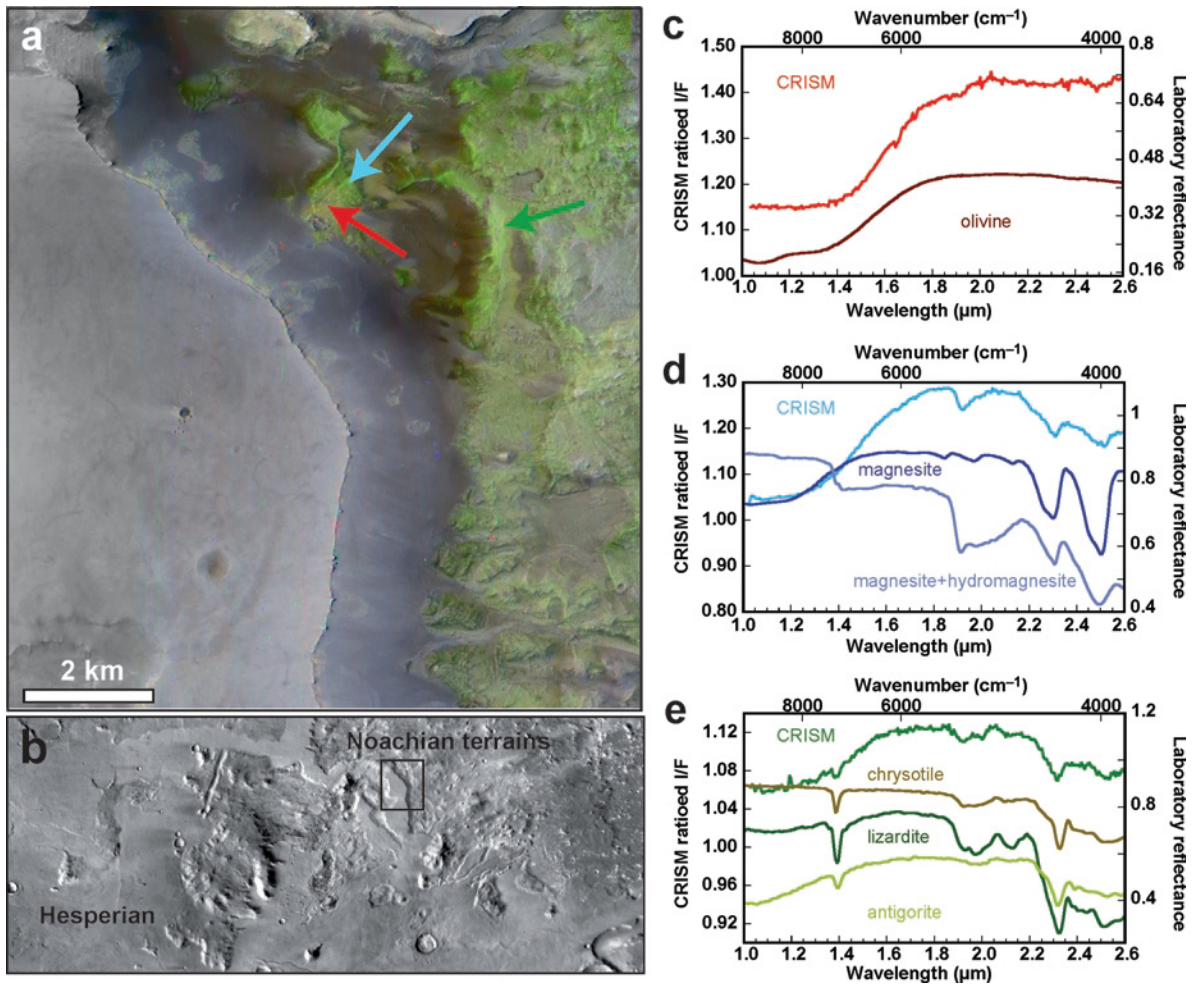 a
2 km
b
Noachian terrains
Hesperian
c
Wavenumber (cm⁻¹)
8000 6000 4000
1.50 0.8
1.40 0.64
1.30 0.48
1.20 0.32
1.10 0.16
1.00
CRISM
olivine
CRISM ratioed I/F
Laboratory reflectance
1.0 1.2 1.4 1.6 1.8 2.0 2.2 2.4 2.6
Wavelength (µm)
d
Wavenumber (cm⁻¹)
8000 6000 4000
1.30 1
1.20 0.8
1.10 0.6
1.00 0.4
0.90
0.80
CRISM
magnesite
magnesite+hydromagnesite
CRISM ratioed I/F
Laboratory reflectance
1.0 1.2 1.4 1.6 1.8 2.0 2.2 2.4 2.6
Wavelength (µm)
e
Wavenumber (cm⁻¹)
8000 6000 4000
1.12 1.2
1.08 0.8
1.04 0.4
1.00
0.96
0.92
CRISM
chrysotile
lizardite
antigorite
CRISM ratioed I/F
Laboratory reflectance
1.0 1.2 1.4 1.6 1.8 2.0 2.2 2.4 2.6
Wavelength (µm)